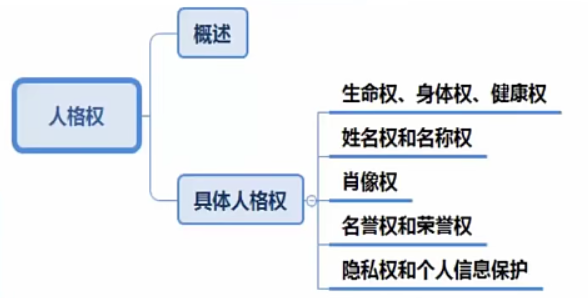 概述
人格权
具体人格权
生命权、身体权、健康权
姓名权和名称权
肖像权
名誉权和荣誉权
隐私权和个人信息保护